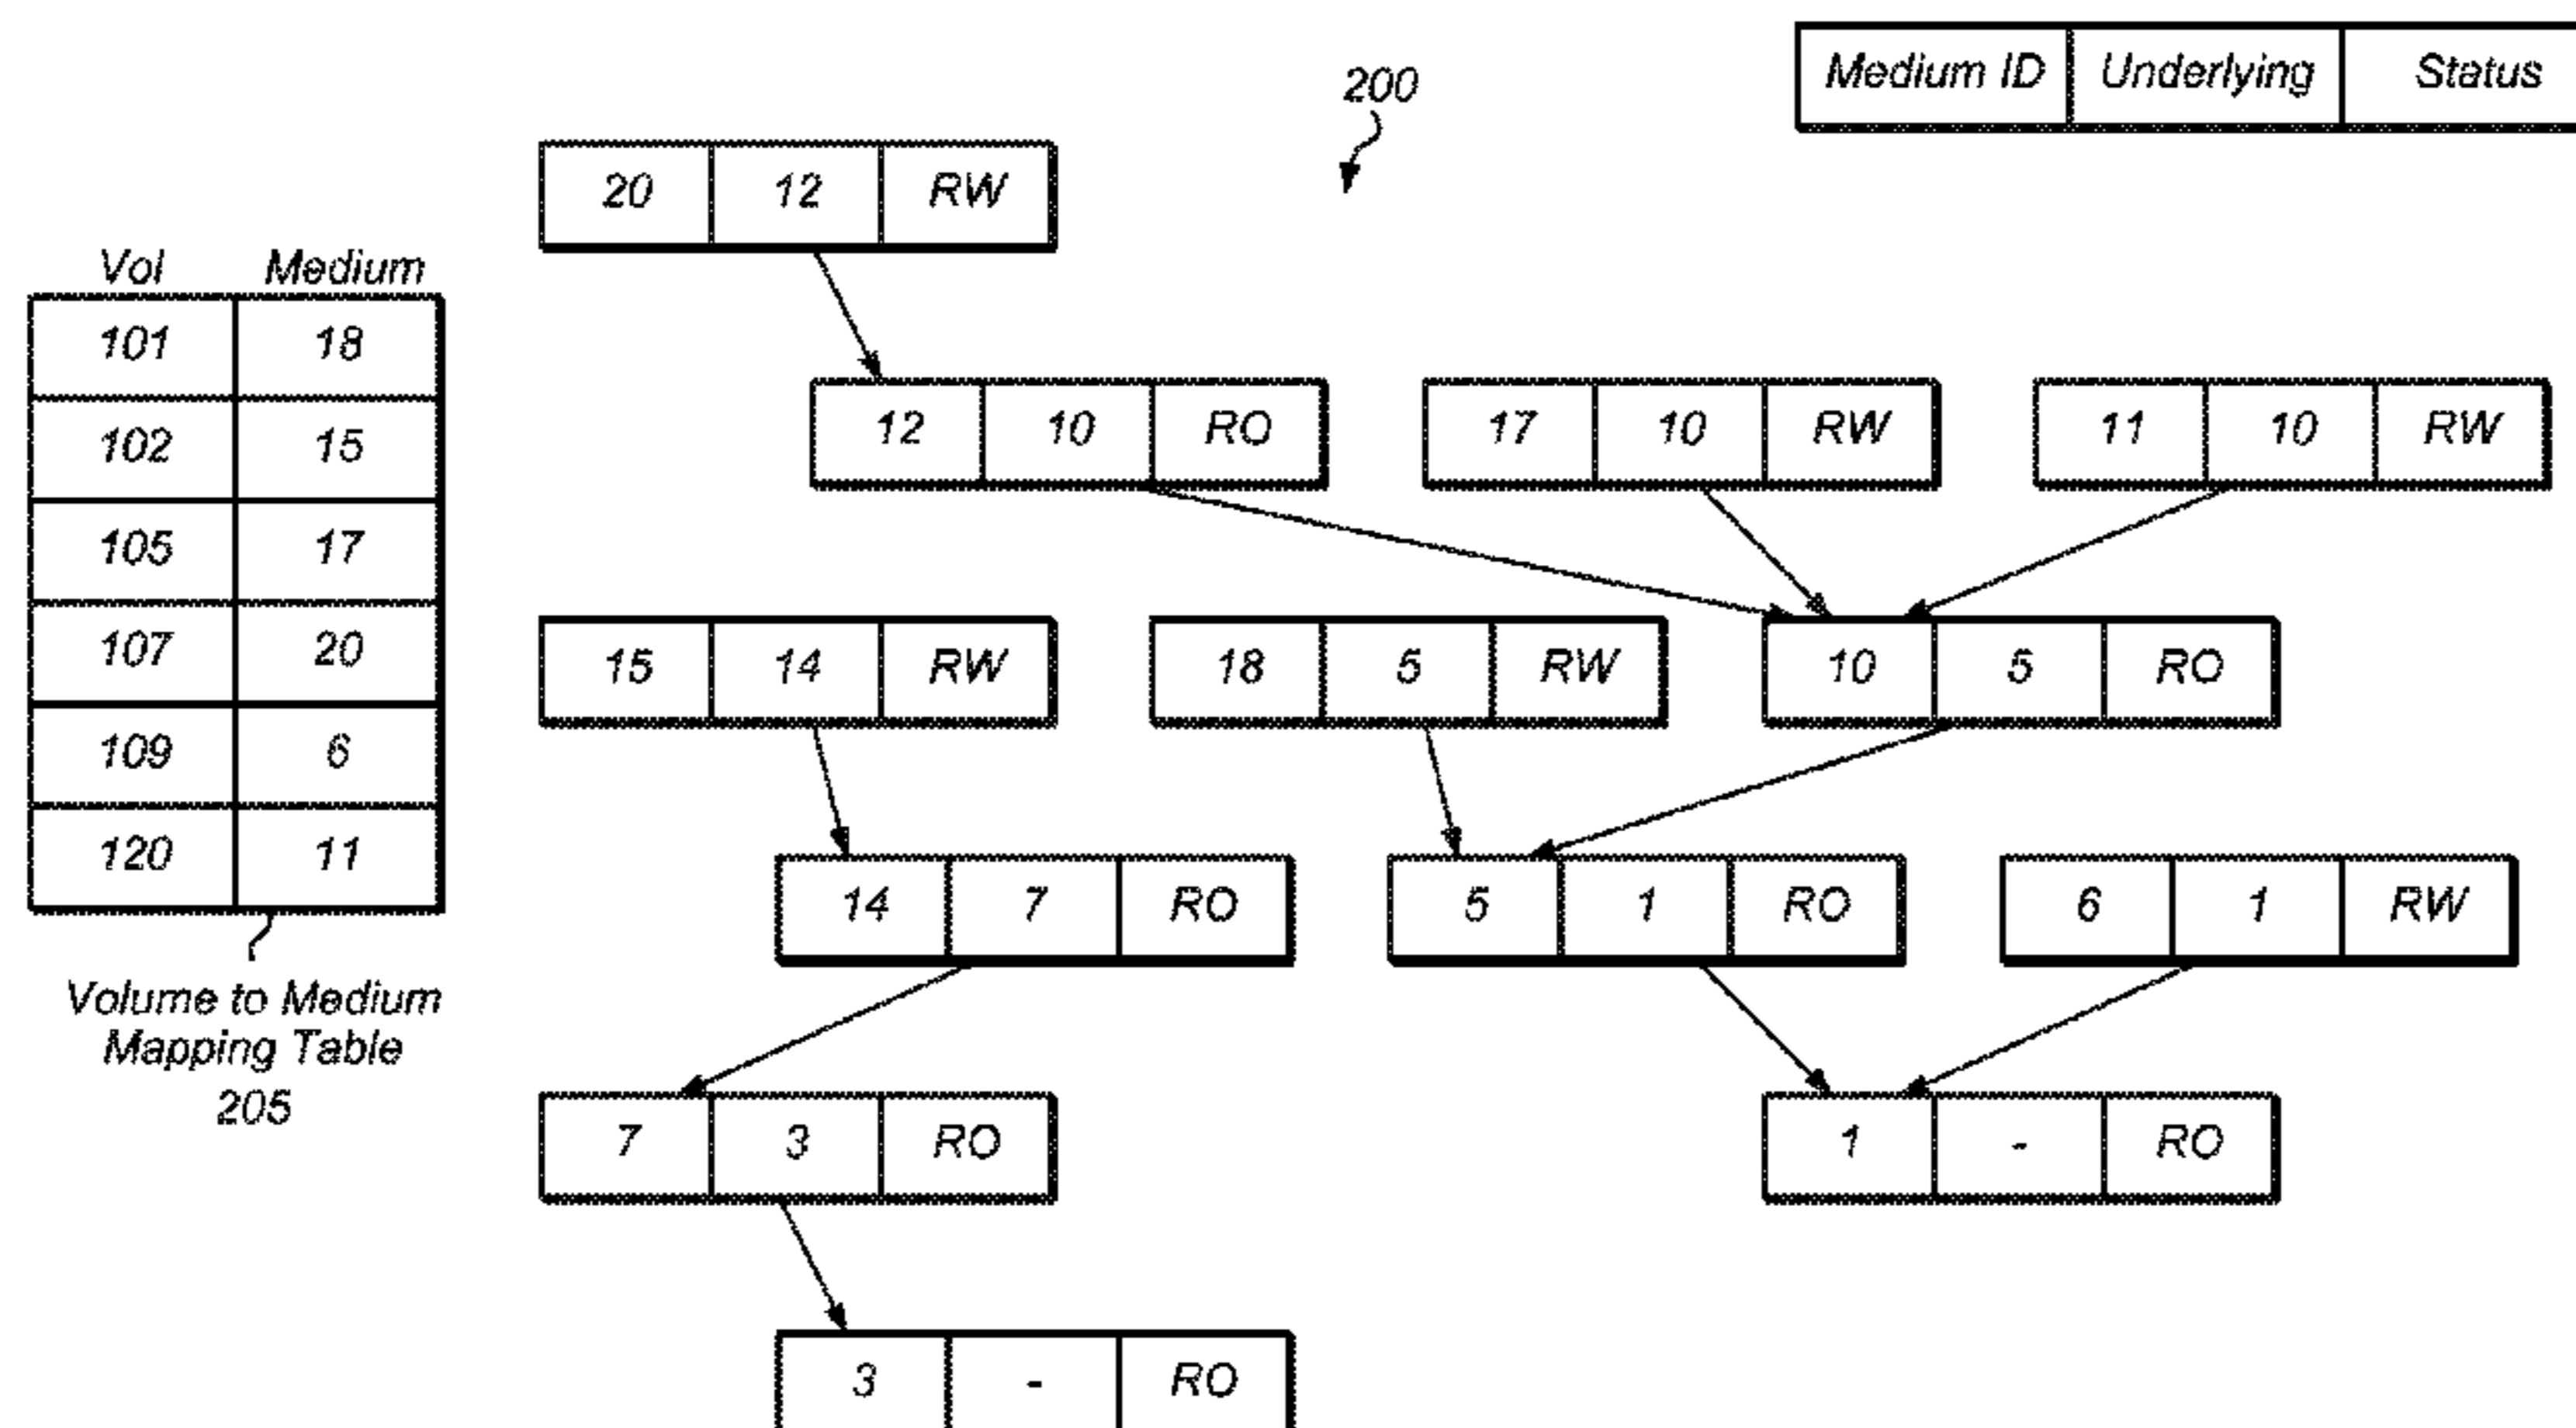 Medium ID Underlying Status
200
20 12 RW
Vol Medium
101 18
102 15
105 17
107 20
109 6
120 11
Volume to Medium
Mapping Table
205
12 10 RO
17 10 RW
11 10 RW
15 14 RW
18 5 RW
10 5 RO
14 7 RO
5 1 RO
6 1 RW
7 3 RO
1 - RO
3 - RO